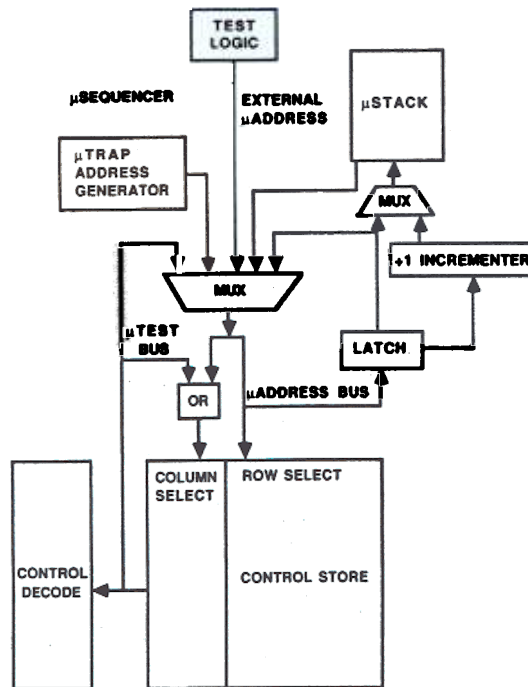 TEST
LOGIC
μSEQUENCER
EXTERNAL
μADDRESS
μSTACK
μTRAP
ADDRESS
GENERATOR
MUX
+1 INCREMENTER
MUX
μTEST
BUS
LATCH
OR
μADDRESS BUS
COLUMN
SELECT
ROW SELECT
CONTROL
DECODE
CONTROL STORE